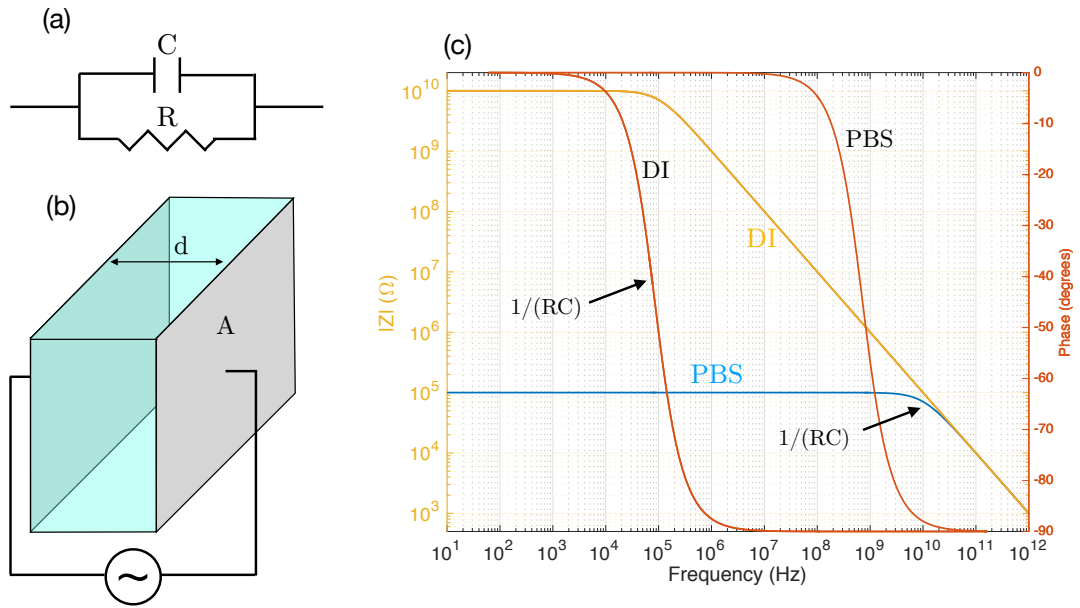 (a)
C
R
(b)
d
A
~
(c)
|Z| (Ω)
10^10
10^9
10^8
10^7
10^6
10^5
10^4
10^3
DI
PBS
DI
1/(RC)
PBS
1/(RC)
0
-10
-20
-30
-40
-50
-60
-70
-80
-90
Phase (degrees)
10^1 10^2 10^3 10^4 10^5 10^6 10^7 10^8 10^9 10^10 10^11 10^12
Frequency (Hz)